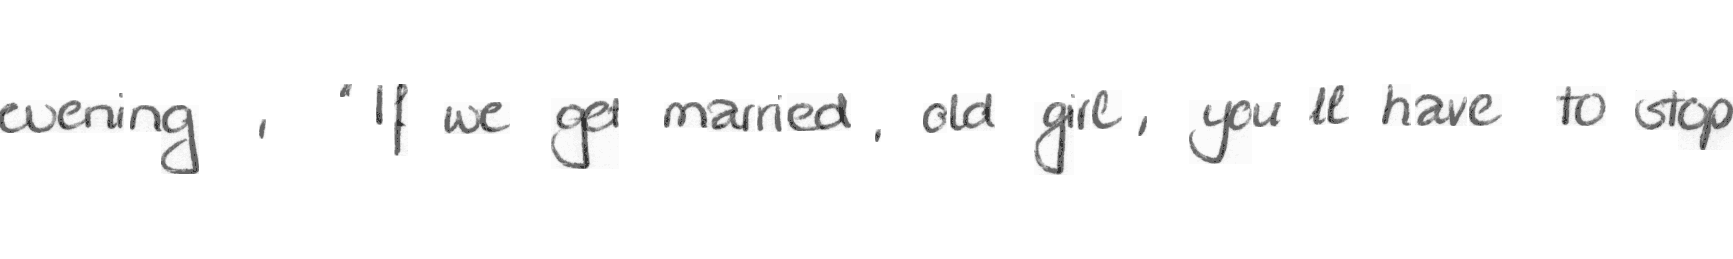 evening , "If we get married, old girl, you 'll have to stop